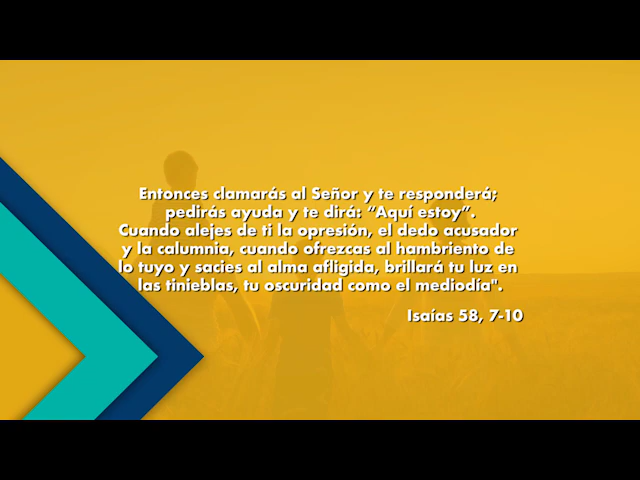 Entonces clamarás al Señor y te responderá;
pedirás ayuda y te dirá: “Aquí estoy”.
Cuando alejes de ti la opresión, el dedo acusador
y la calumnia, cuando ofrezcas al hambriento de
lo tuyo y sacies al alma afligida, brillará tu luz en
las tinieblas, tu oscuridad como el mediodía".
Isaías 58, 7-10